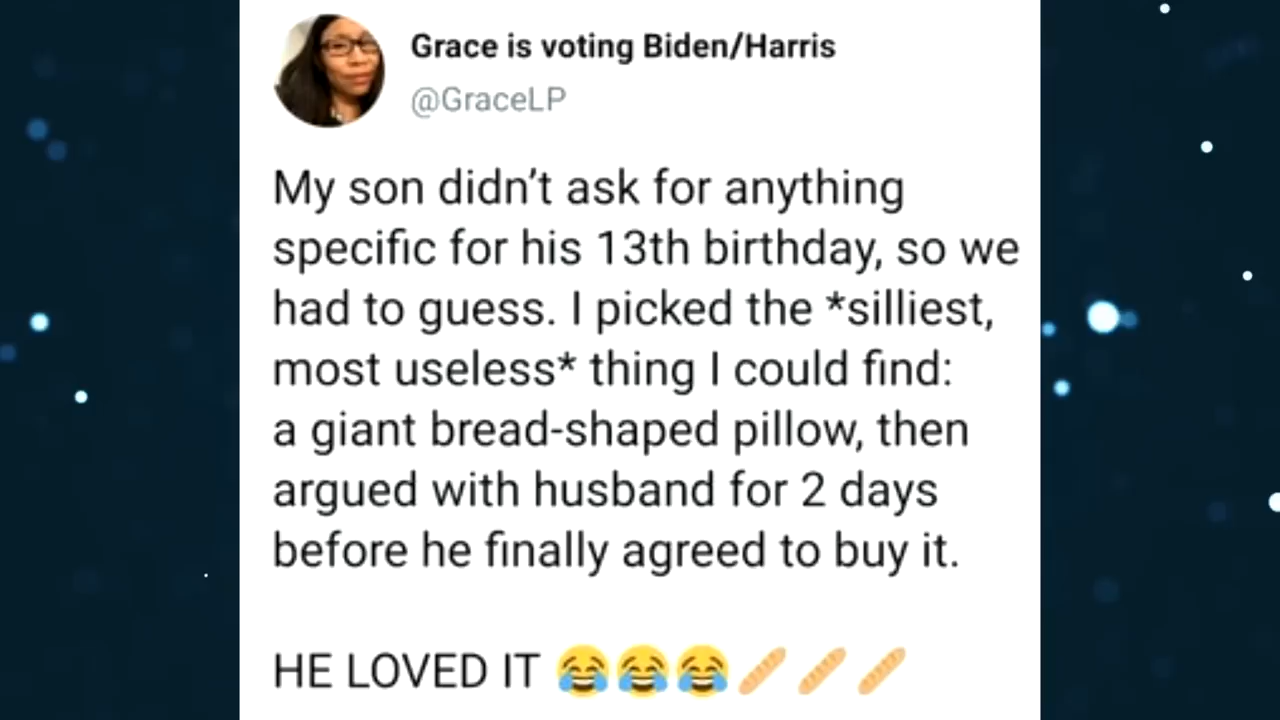 Grace is voting Biden/Harris
@GraceLP
My son didn’t ask for anything
specific for his 13th birthday, so we
had to guess. I picked the *silliest,
most useless* thing I could find:
a giant bread-shaped pillow, then
argued with husband for 2 days
before he finally agreed to buy it.
HE LOVED IT 😂😂😂🥖🥖🥖